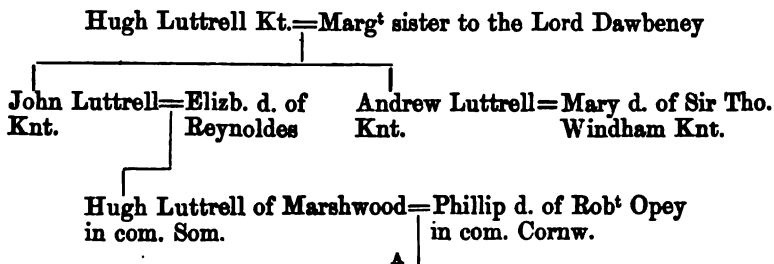 Hugh Luttrell Kt.=Margᵗ sister to the Lord Dawbeney
John Luttrell=Elizb. d. of
Knt. Reynoldes
Andrew Luttrell=Mary d. of Sir Tho.
Knt. Windham Knt.
Hugh Luttrell of Marshwood=Phillip d. of Robᵗ Opey
in com. Som. in com. Cornw.
A